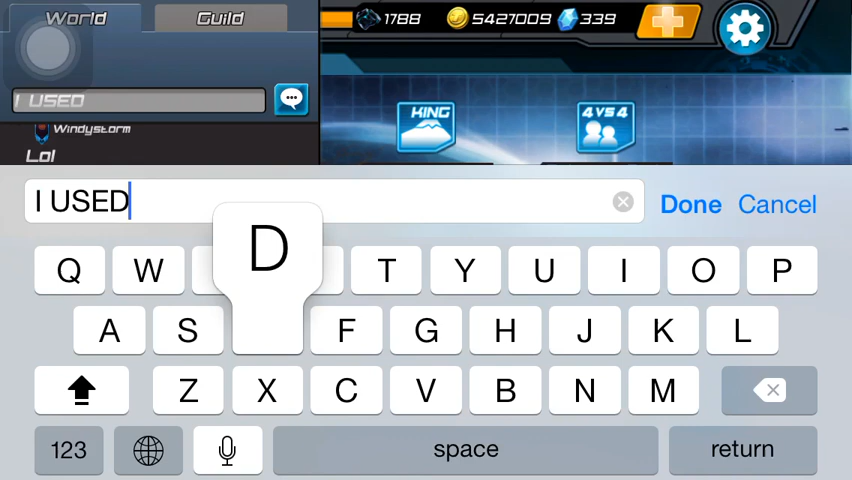 World Guild 1788 5427009 339
I USED
KING 4 VS 4
Windystorm
Lol
I USED Done Cancel
D
Q W T Y U I O P
A S F G H J K L
Z X C V B N M
123 space return